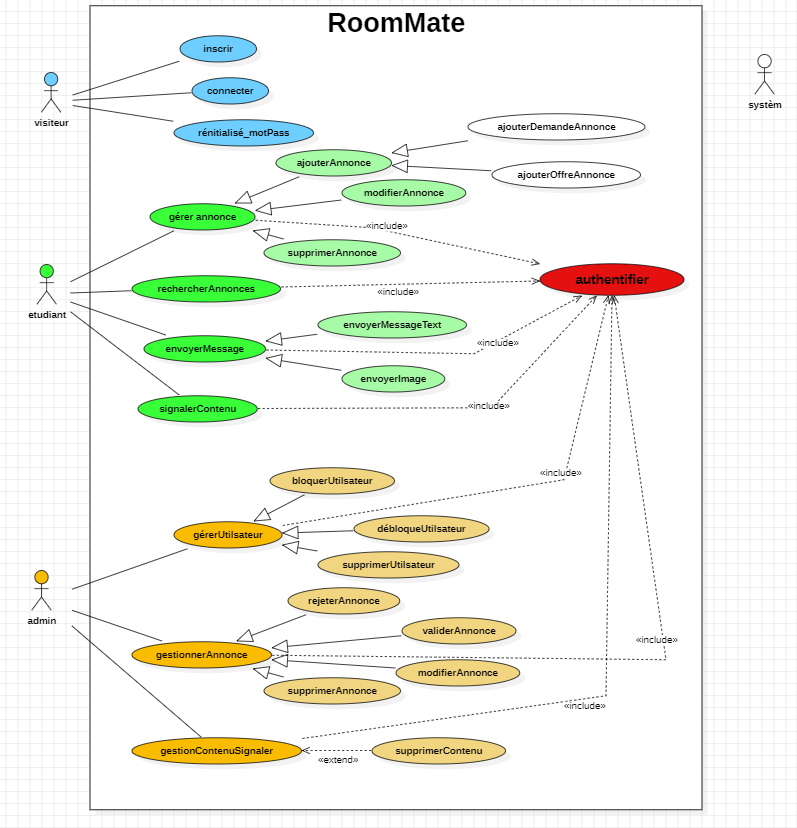 RoomMate
inscrir
connecter
visiteur
rénitialisé_motPass
systèm
ajouterDemandeAnnonce
ajouterAnnonce
ajouterOffreAnnonce
modifierAnnonce
gérer annonce
«include»
supprimerAnnonce
authentifier
rechercherAnnonces
«include»
etudiant
envoyerMessageText
envoyerMessage
«include»
envoyerImage
signalerContenu
«include»
«include»
bloquerUtilsateur
débloqueUtilsateur
gérerUtilsateur
supprimerUtilsateur
rejeterAnnonce
admin
validerAnnonce
«include»
gestionnerAnnonce
modifierAnnonce
supprimerAnnonce
«include»
gestionContenuSignaler
supprimerContenu
«extend»